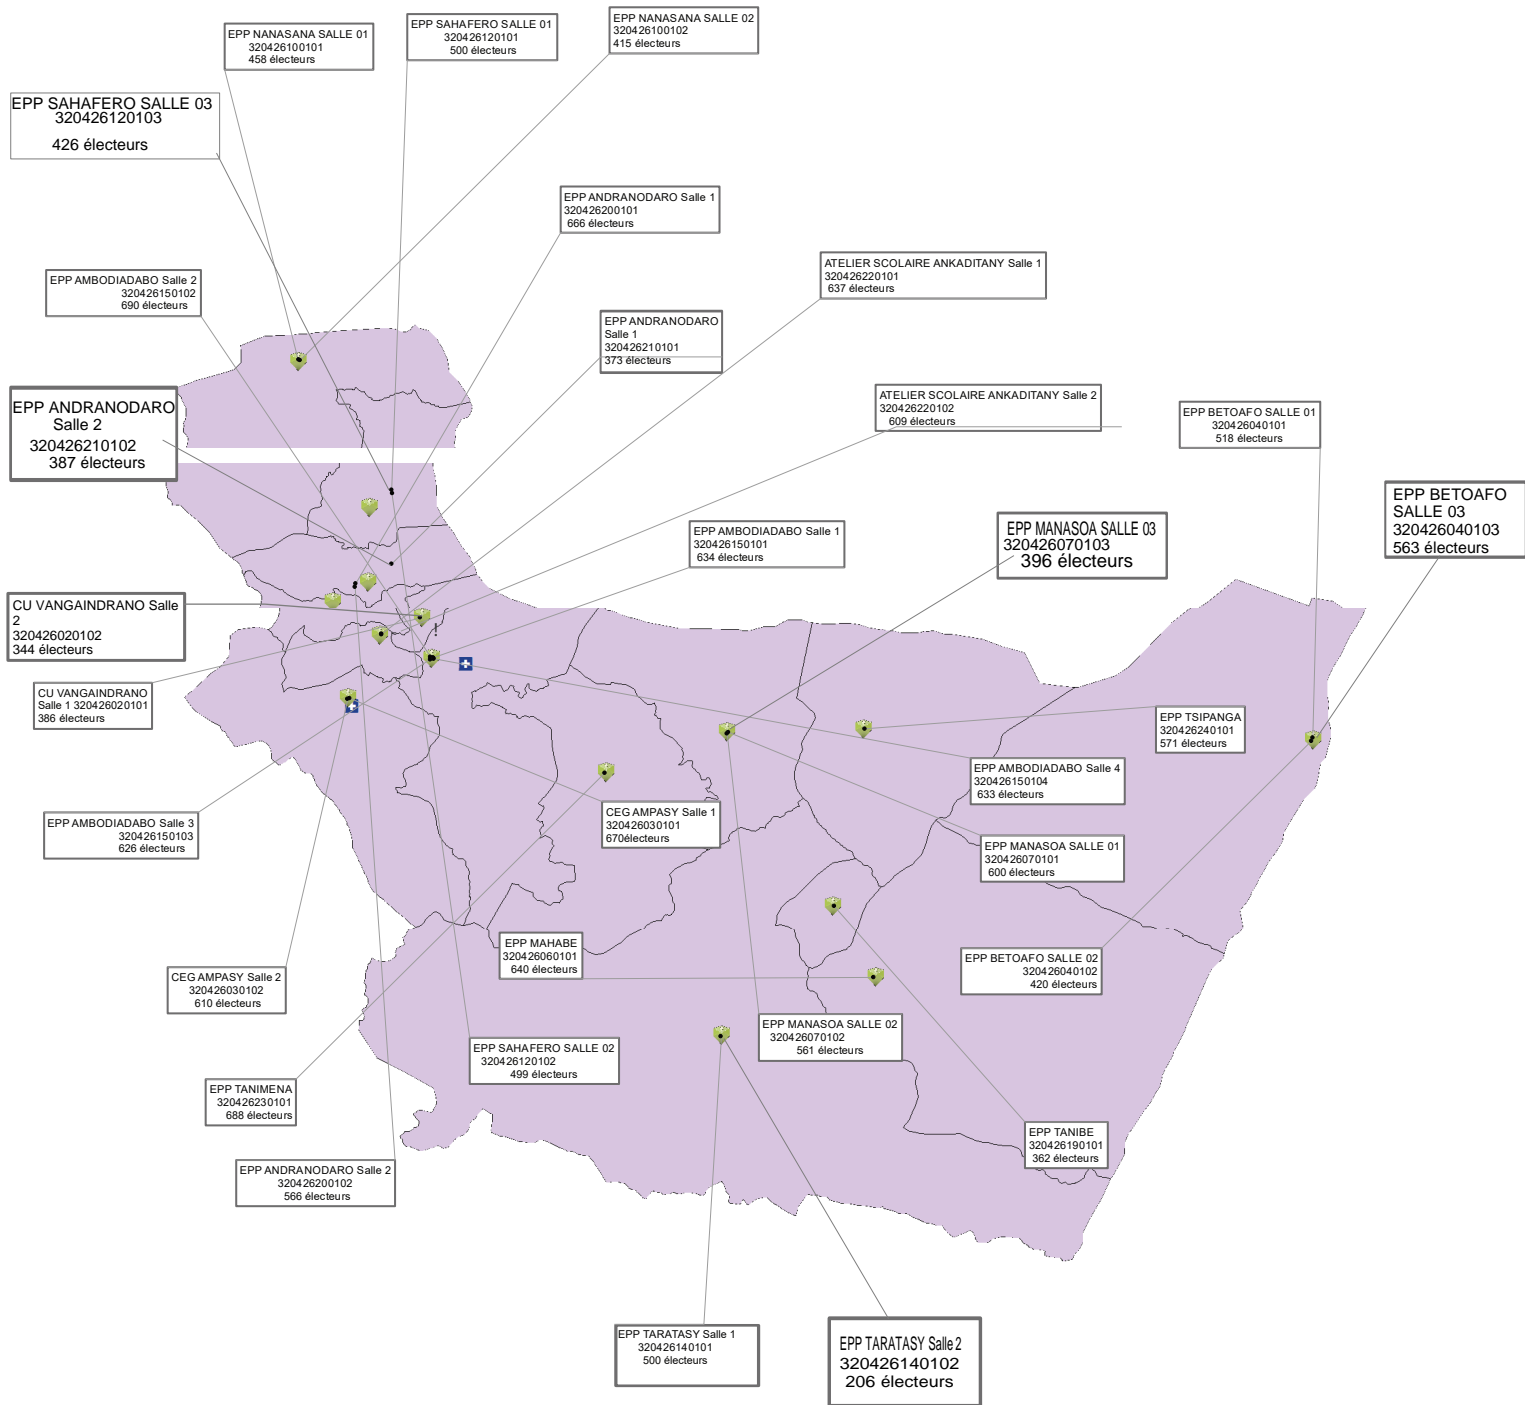 EPP NANASANA SALLE 01
320426100101
458 électeurs
EPP SAHAFERO SALLE 01
320426120101
500 électeurs
EPP NANASANA SALLE 02
320426100102
415 électeurs
EPP SAHAFERO SALLE 03
320426120103
426 électeurs
EPP ANDRANODARO Salle 1
320426200101
666 électeurs
EPP AMBODIADABO Salle 2
320426150102
690 électeurs
ATELIER SCOLAIRE ANKADITANY Salle 1
320426220101
637 électeurs
EPP ANDRANODARO
Salle 1
320426210101
373 électeurs
EPP ANDRANODARO
Salle 2
320426210102
387 électeurs
ATELIER SCOLAIRE ANKADITANY Salle 2
320426220102
609 électeurs
EPP BETOAFO SALLE 01
320426040101
518 électeurs
EPP BETOAFO
SALLE 03
320426040103
563 électeurs
EPP AMBODIADABO Salle 1
320426150101
634 électeurs
EPP MANASOA SALLE 03
320426070103
396 électeurs
CU VANGAINDRANO Salle
2
320426020102
344 électeurs
!
CU VANGAINDRANO
Salle 1 320426020101
386 électeurs
EPP TSIPANGA
320426240101
571 électeurs
EPP AMBODIADABO Salle 4
320426150104
633 électeurs
EPP AMBODIADABO Salle 3
320426150103
626 électeurs
CEG AMPASY Salle 1
320426030101
670électeurs
EPP MANASOA SALLE 01
320426070101
600 électeurs
EPP MAHABE
320426060101
640 électeurs
EPP BETOAFO SALLE 02
320426040102
420 électeurs
CEG AMPASY Salle 2
320426030102
610 électeurs
EPP MANASOA SALLE 02
320426070102
561 électeurs
EPP SAHAFERO SALLE 02
320426120102
499 électeurs
EPP TANIMENA
320426230101
688 électeurs
EPP TANIBE
320426190101
362 électeurs
EPP ANDRANODARO Salle 2
320426200102
566 électeurs
EPP TARATASY Salle 1
320426140101
500 électeurs
EPP TARATASY Salle 2
320426140102
206 électeurs